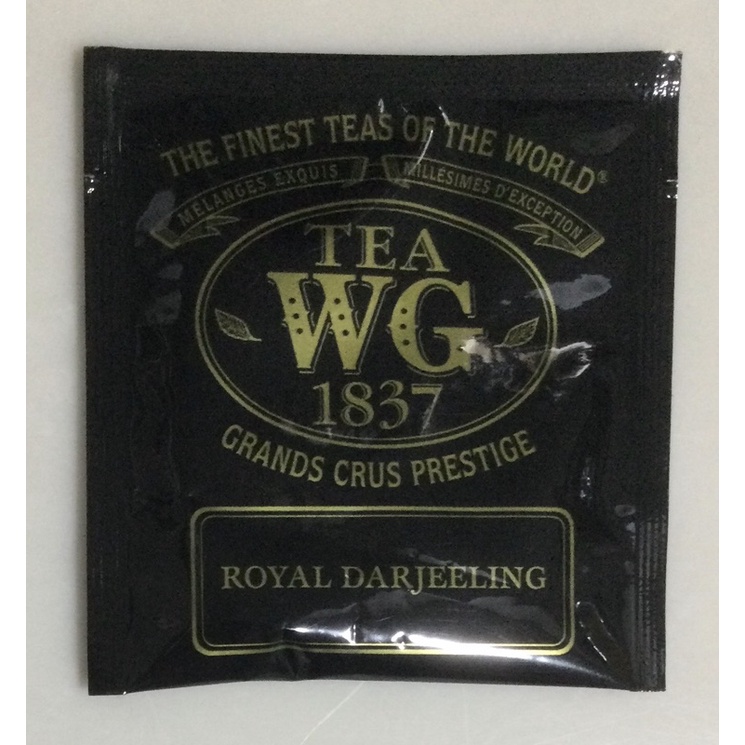 THE FINEST TEAS OF THE WORLD®
MÉLANGES EXQUIS MILLÉSIMES D'EXCEPTION
TEA
WG
1837
GRANDS CRUS PRESTIGE
ROYAL DARJEELING